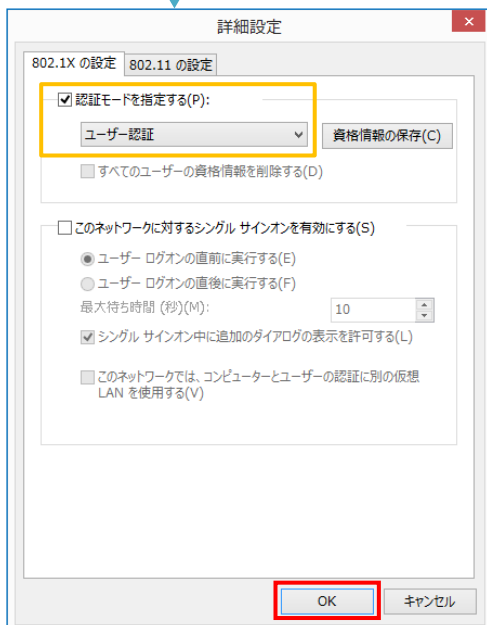 詳細設定
802.1X の設定 802.11 の設定
認証モードを指定する(P):
ユーザー認証 資格情報の保存(C)
すべてのユーザーの資格情報を削除する(D)
このネットワークに対するシングル サインオンを有効にする(S)
ユーザー ログオンの直前に実行する(E)
ユーザー ログオンの直後に実行する(F)
最大待ち時間 (秒)(M): 10
シングル サインオン中に追加のダイアログの表示を許可する(L)
このネットワークでは、コンピューターとユーザーの認証に別の仮想
LAN を使用する(V)
OK キャンセル